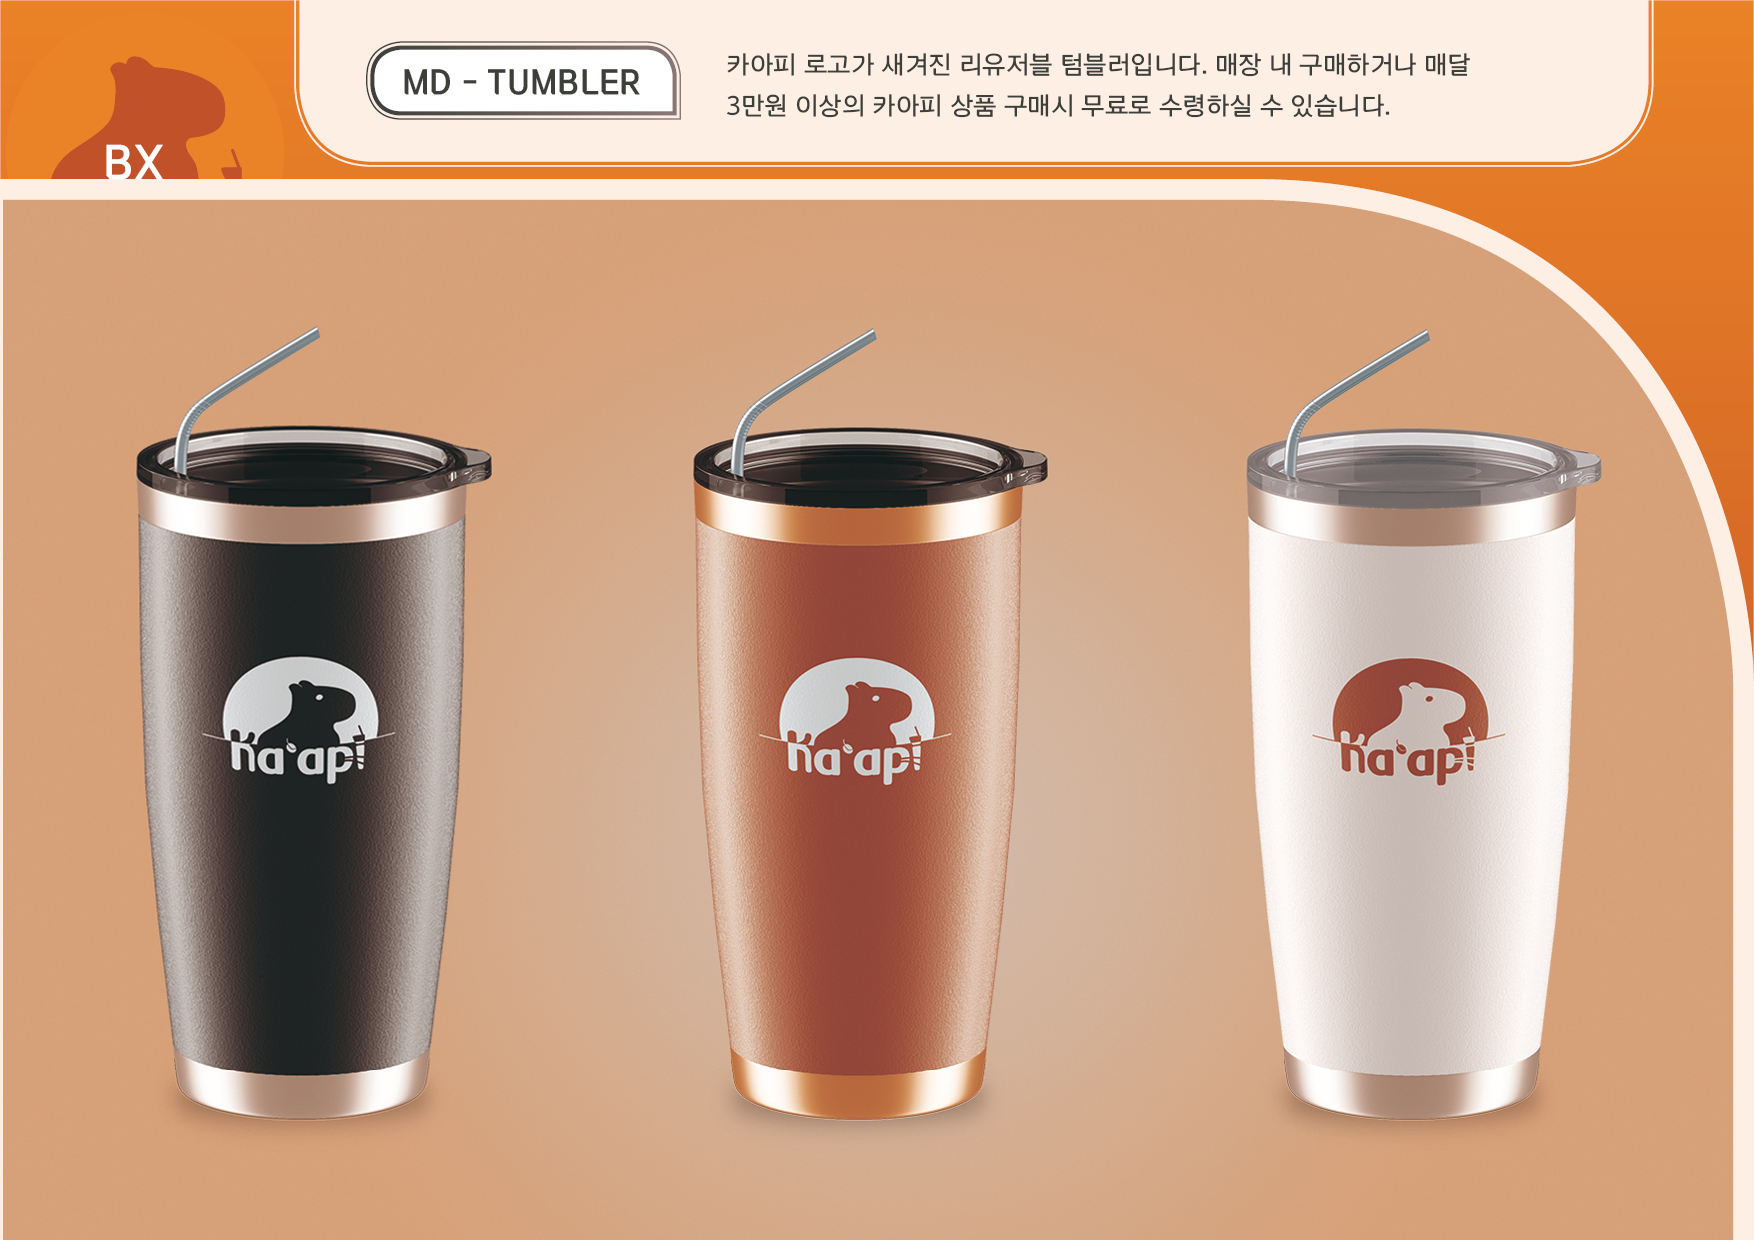 BX
MD - TUMBLER
카아피 로고가 새겨진 리유저블 텀블러입니다. 매장 내 구매하거나 매달
3만원 이상의 카아피 상품 구매시 무료로 수령하실 수 있습니다.
Ka'api
Ka'api
Ka'api